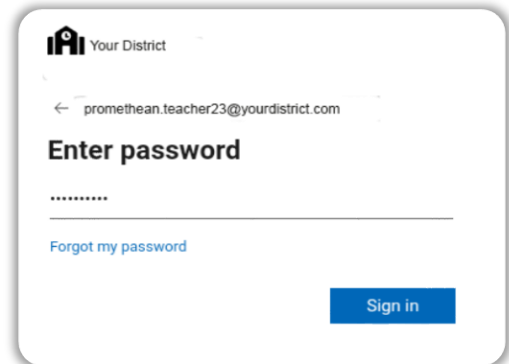 Your District
← promethean.teacher23@yourdistrict.com
Enter password
••••••••••
Forgot my password
Sign in